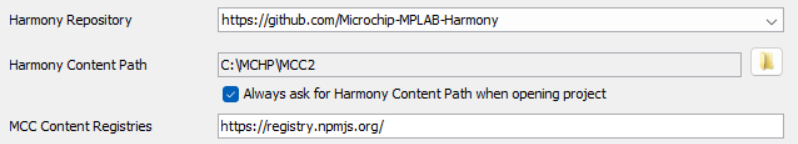 Harmony Repository https://github.com/Microchip-MPLAB-Harmony
Harmony Content Path C:\MCHP\MCC2
Always ask for Harmony Content Path when opening project
MCC Content Registries https://registry.npmjs.org/